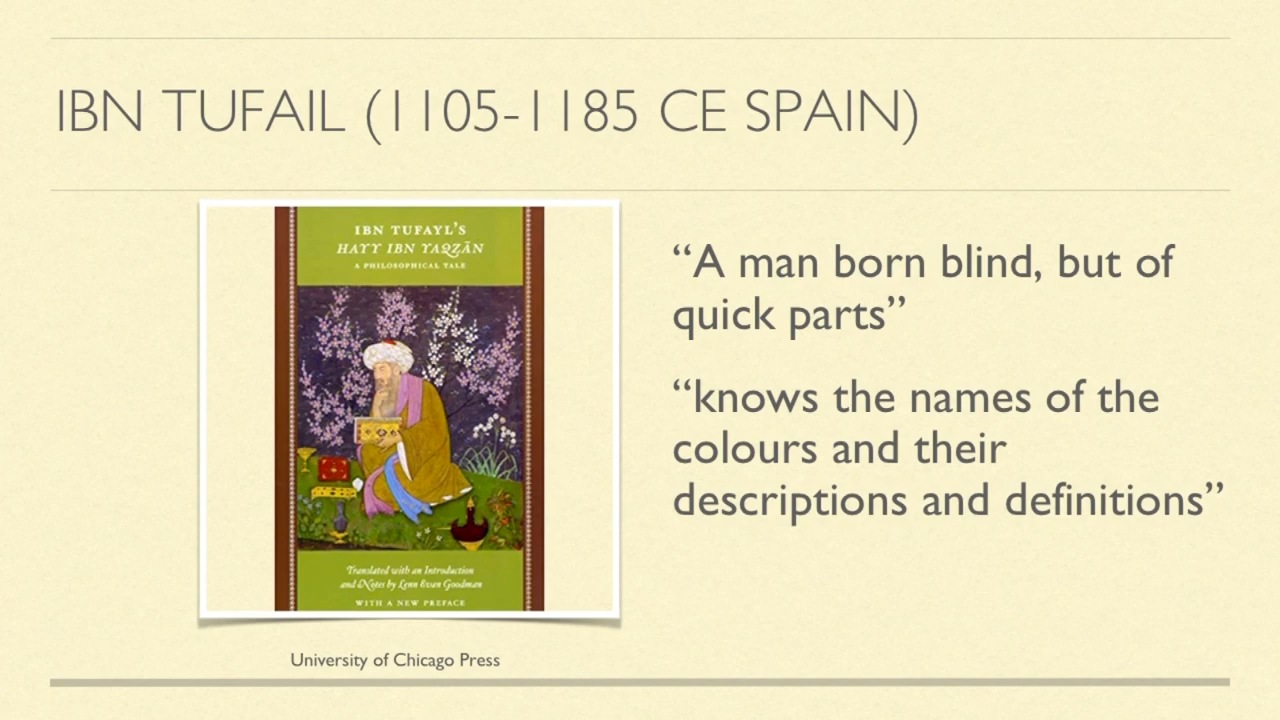 IBN TUFAIL (1105-1185 CE SPAIN)
IBN TUFAYL'S
HAYY IBN YAQZĀN
A PHILOSOPHICAL TALE
Translated with an Introduction
and Notes by Lenn Evan Goodman
WITH A NEW PREFACE
University of Chicago Press
“A man born blind, but of
quick parts”
“knows the names of the
colours and their
descriptions and definitions”